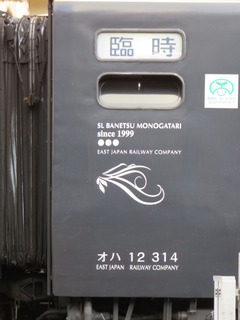 臨時
SL BANETSU MONOGATARI
since 1999
EAST JAPAN RAILWAY COMPANY
オハ 12 314
EAST JAPAN RAILWAY COMPANY